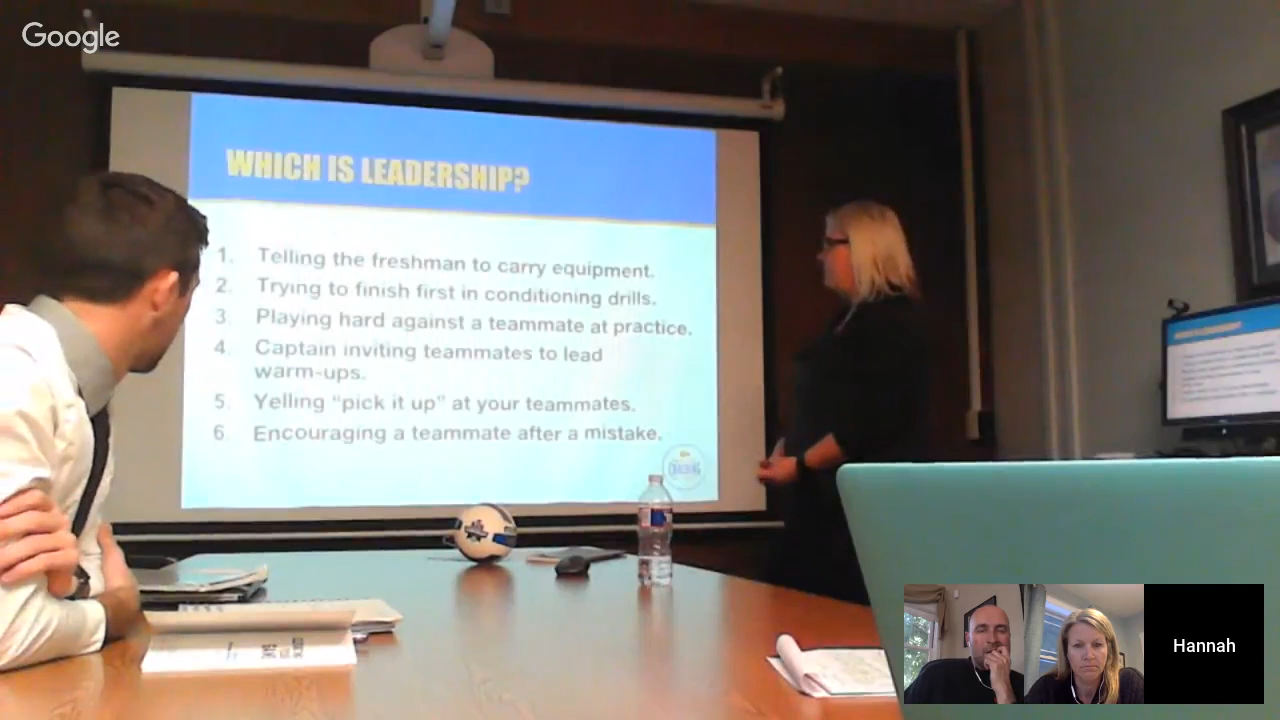 Google
WHICH IS LEADERSHIP?
1. Telling the freshman to carry equipment.
2. Trying to finish first in conditioning drills.
3. Playing hard against a teammate at practice.
4. Captain inviting teammates to lead
warm-ups.
5. Yelling “pick it up” at your teammates.
6. Encouraging a teammate after a mistake.
Hannah